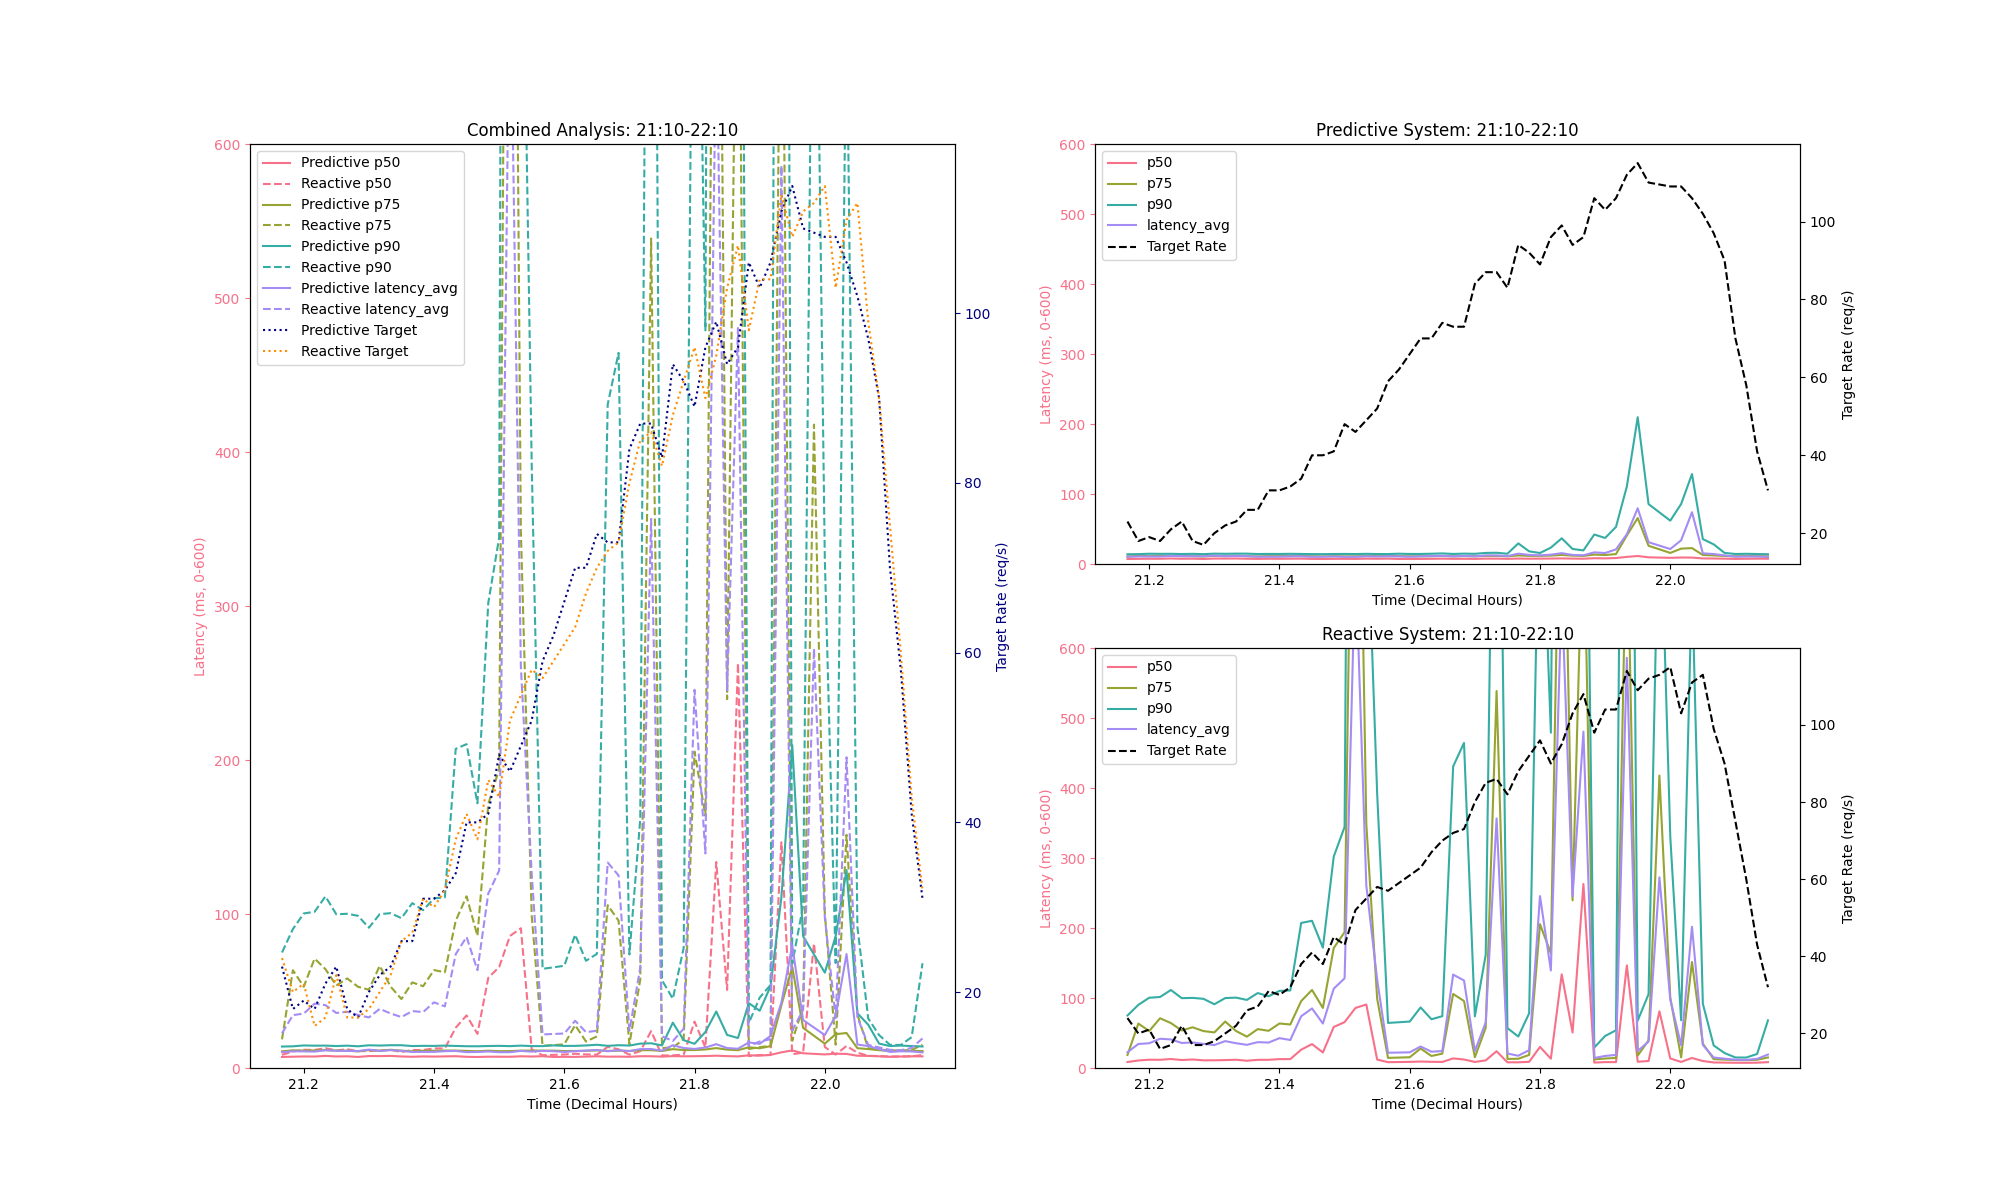 Combined Analysis: 21:10-22:10
Predictive p50
Reactive p50
Predictive p75
Reactive p75
Predictive p90
Reactive p90
Predictive latency_avg
Reactive latency_avg
Predictive Target
Reactive Target
600
500
400
300
200
100
0
Latency (ms, 0-600)
100
80
60
40
20
Target Rate (req/s)
21.2 21.4 21.6 21.8 22.0
Time (Decimal Hours)
Predictive System: 21:10-22:10
p50
p75
p90
latency_avg
Target Rate
600
500
400
300
200
100
0
Latency (ms, 0-600)
100
80
60
40
20
Target Rate (req/s)
21.2 21.4 21.6 21.8 22.0
Time (Decimal Hours)
Reactive System: 21:10-22:10
p50
p75
p90
latency_avg
Target Rate
600
500
400
300
200
100
0
Latency (ms, 0-600)
100
80
60
40
20
Target Rate (req/s)
21.2 21.4 21.6 21.8 22.0
Time (Decimal Hours)